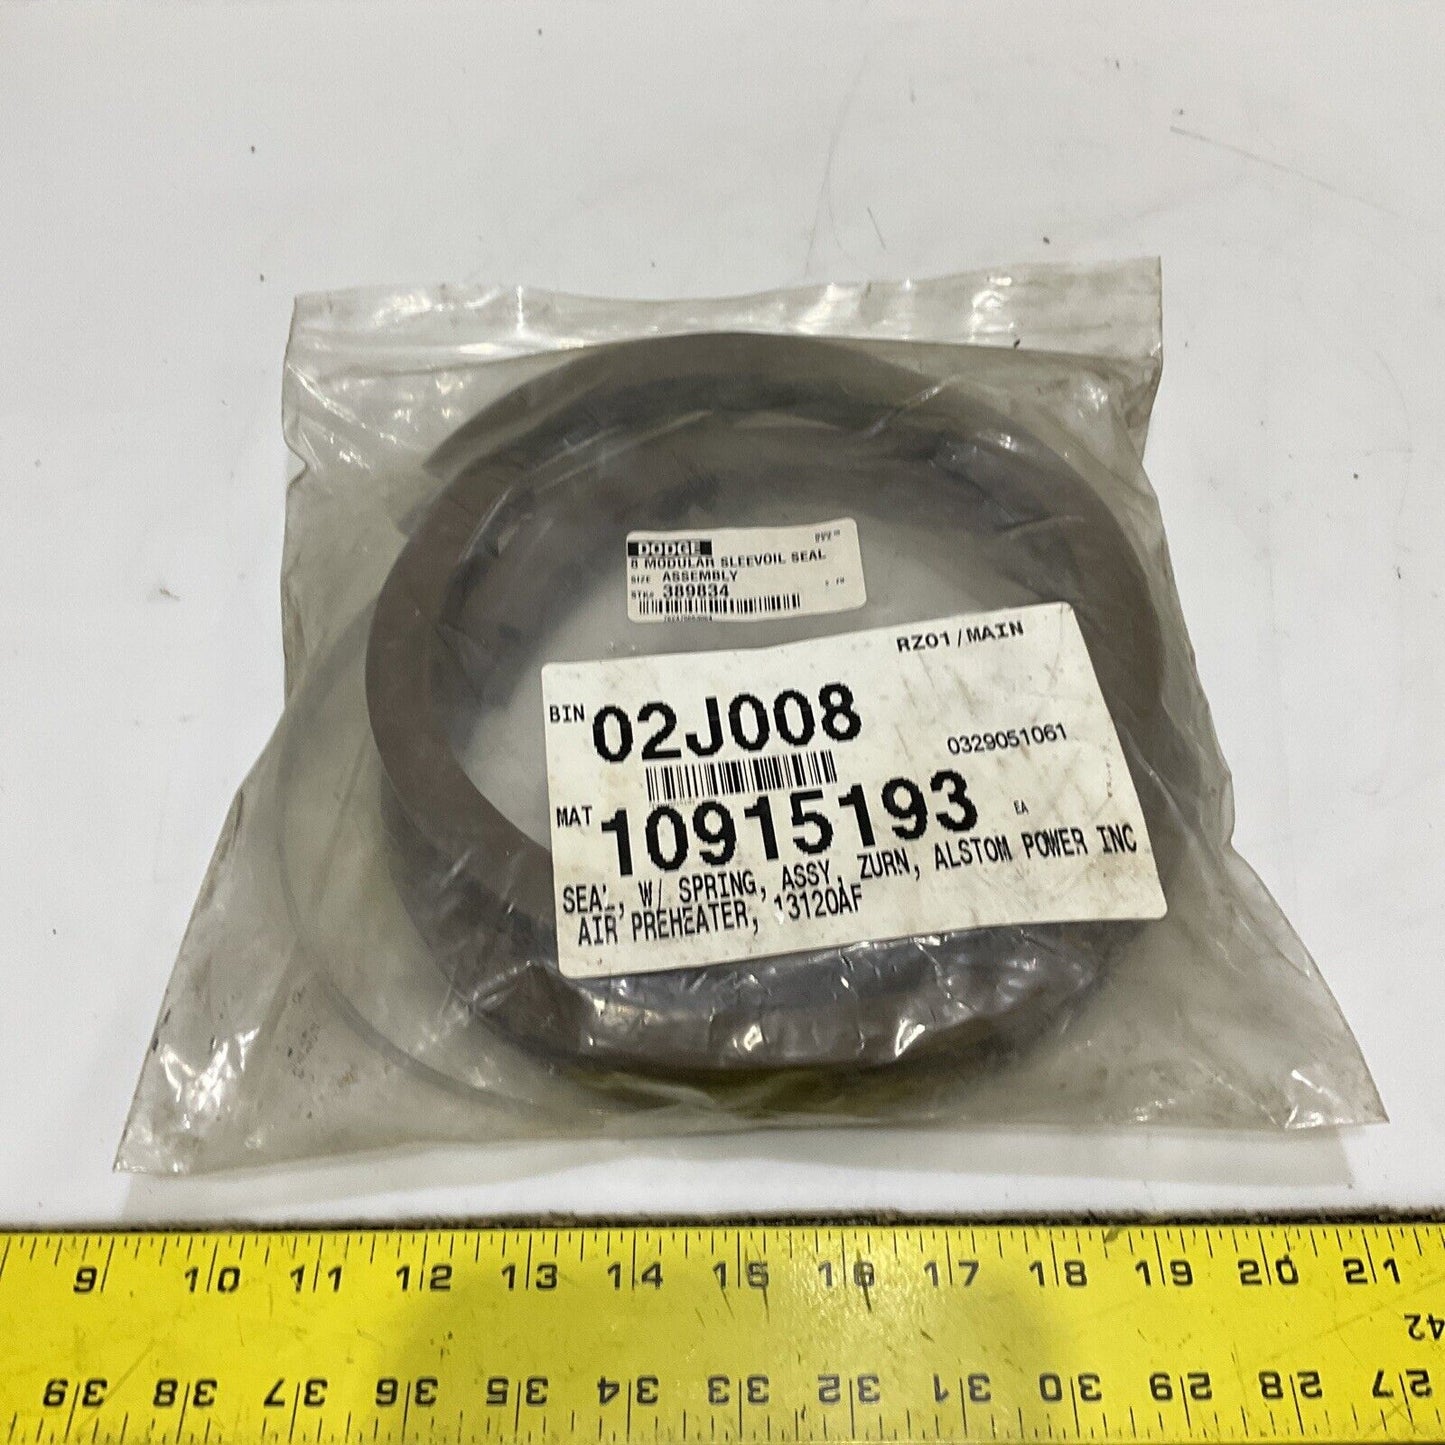 DODGE
8 MODULAR SLEEVOIL SEAL
SIZE ASSEMBLY
STK# 389834
RZ01/MAIN
BIN 02J008
0329051061
MAT 10915193 EA
SEAL, W/ SPRING, ASSY, ZURN, ALSTOM POWER INC
AIR PREHEATER, 13120AF
9 10 11 12 13 14 15 16 17 18 19 20 21
42
39 38 37 36 35 34 33 32 31 30 29 28 27